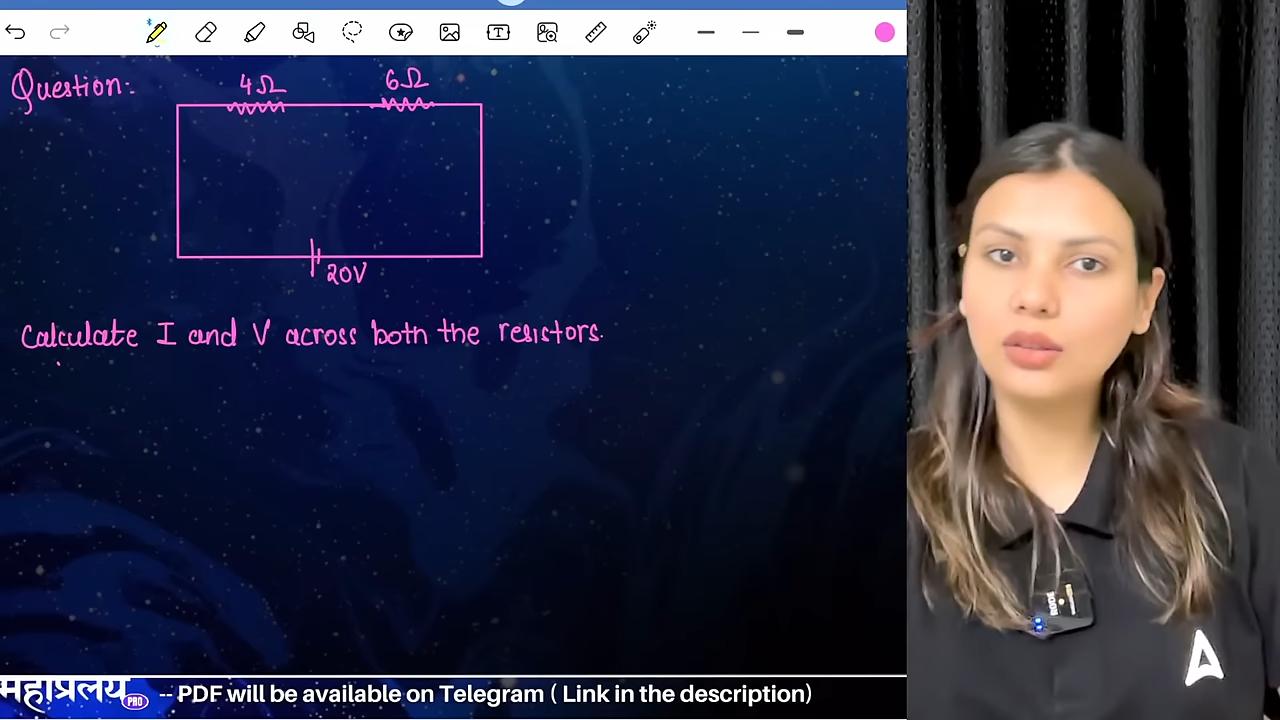 Question:-
4Ω 6Ω
20V
Calculate I and V across both the resistors.
महाप्रलय PRO -- PDF will be available on Telegram ( Link in the description)
RODE